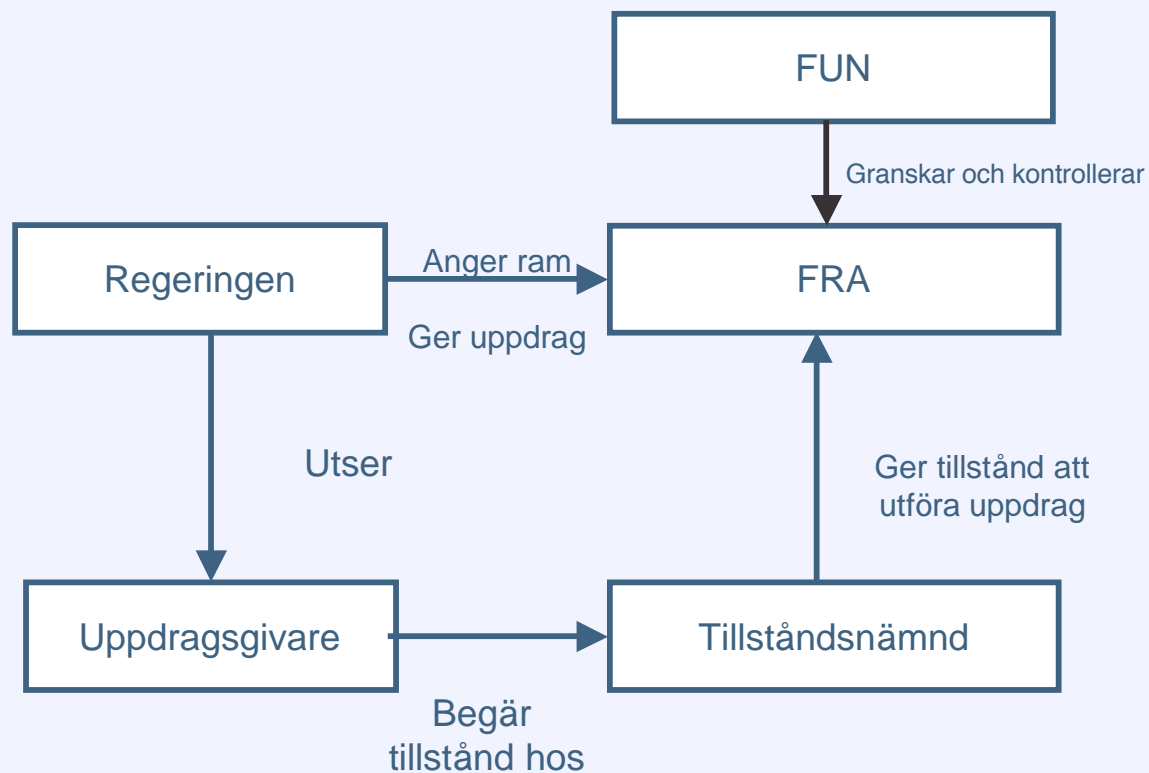 FUN
Granskar och kontrollerar
Regeringen
Anger ram
Ger uppdrag
FRA
Utser
Ger tillstånd att
utföra uppdrag
Uppdragsgivare
Begär
tillstånd hos
Tillståndsnämnd